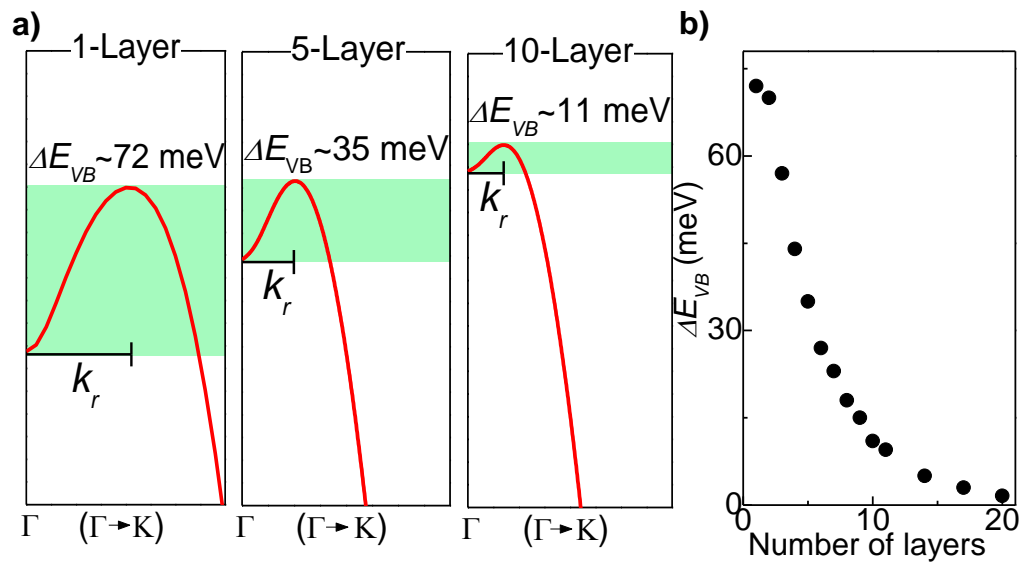 a)
1-Layer
ΔE_VB~72 meV
k_r
Γ (Γ→K)
5-Layer
ΔE_VB~35 meV
k_r
Γ (Γ→K)
10-Layer
ΔE_VB~11 meV
k_r
Γ (Γ→K)
b)
ΔE_VB (meV)
60
30
0
0 10 20
Number of layers